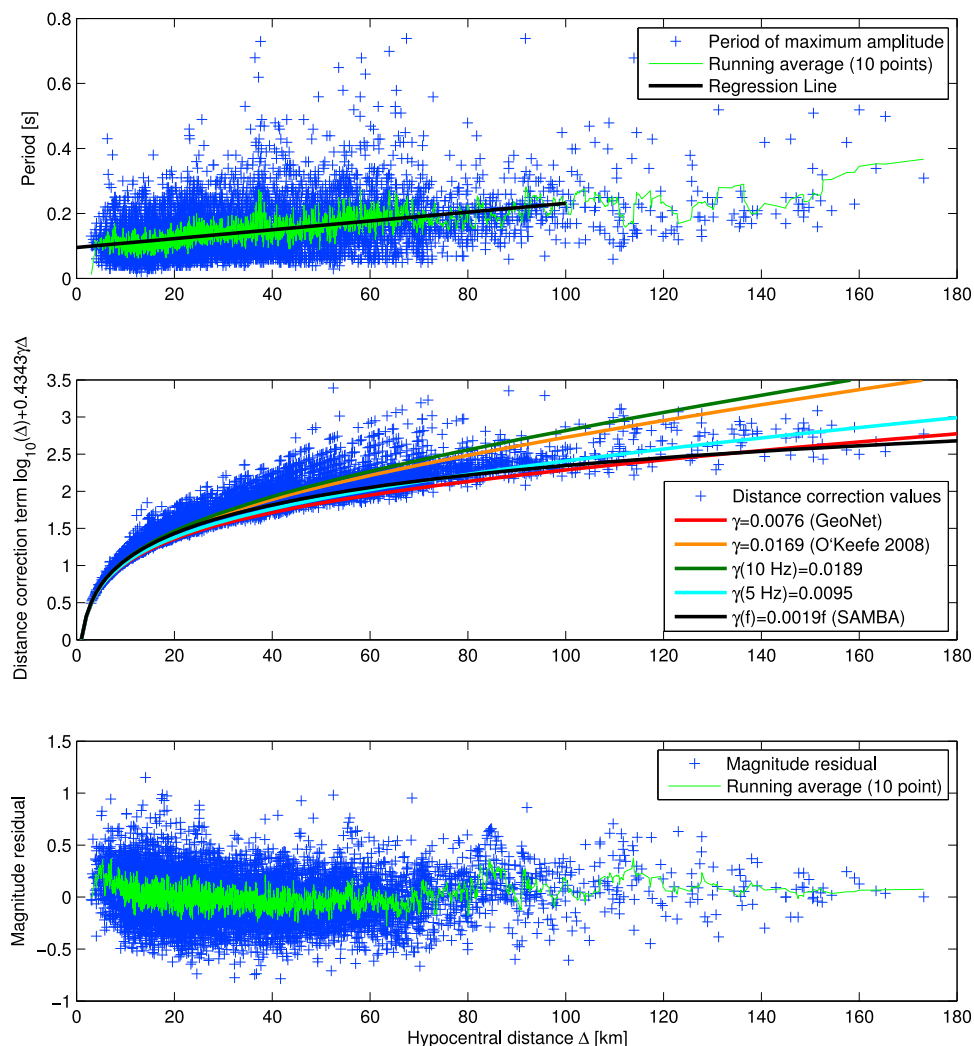 0.8
0.6
0.4
0.2
0
Period [s]
Period of maximum amplitude
Running average (10 points)
Regression Line
0 20 40 60 80 100 120 140 160 180
3.5
3
2.5
2
1.5
1
0.5
0
Distance correction term log10(Δ)+0.4343γΔ
Distance correction values
γ=0.0076 (GeoNet)
γ=0.0169 (O'Keefe 2008)
γ(10 Hz)=0.0189
γ(5 Hz)=0.0095
γ(f)=0.0019f (SAMBA)
0 20 40 60 80 100 120 140 160 180
1.5
1
0.5
0
−0.5
−1
Magnitude residual
Magnitude residual
Running average (10 point)
0 20 40 60 80 100 120 140 160 180
Hypocentral distance Δ [km]